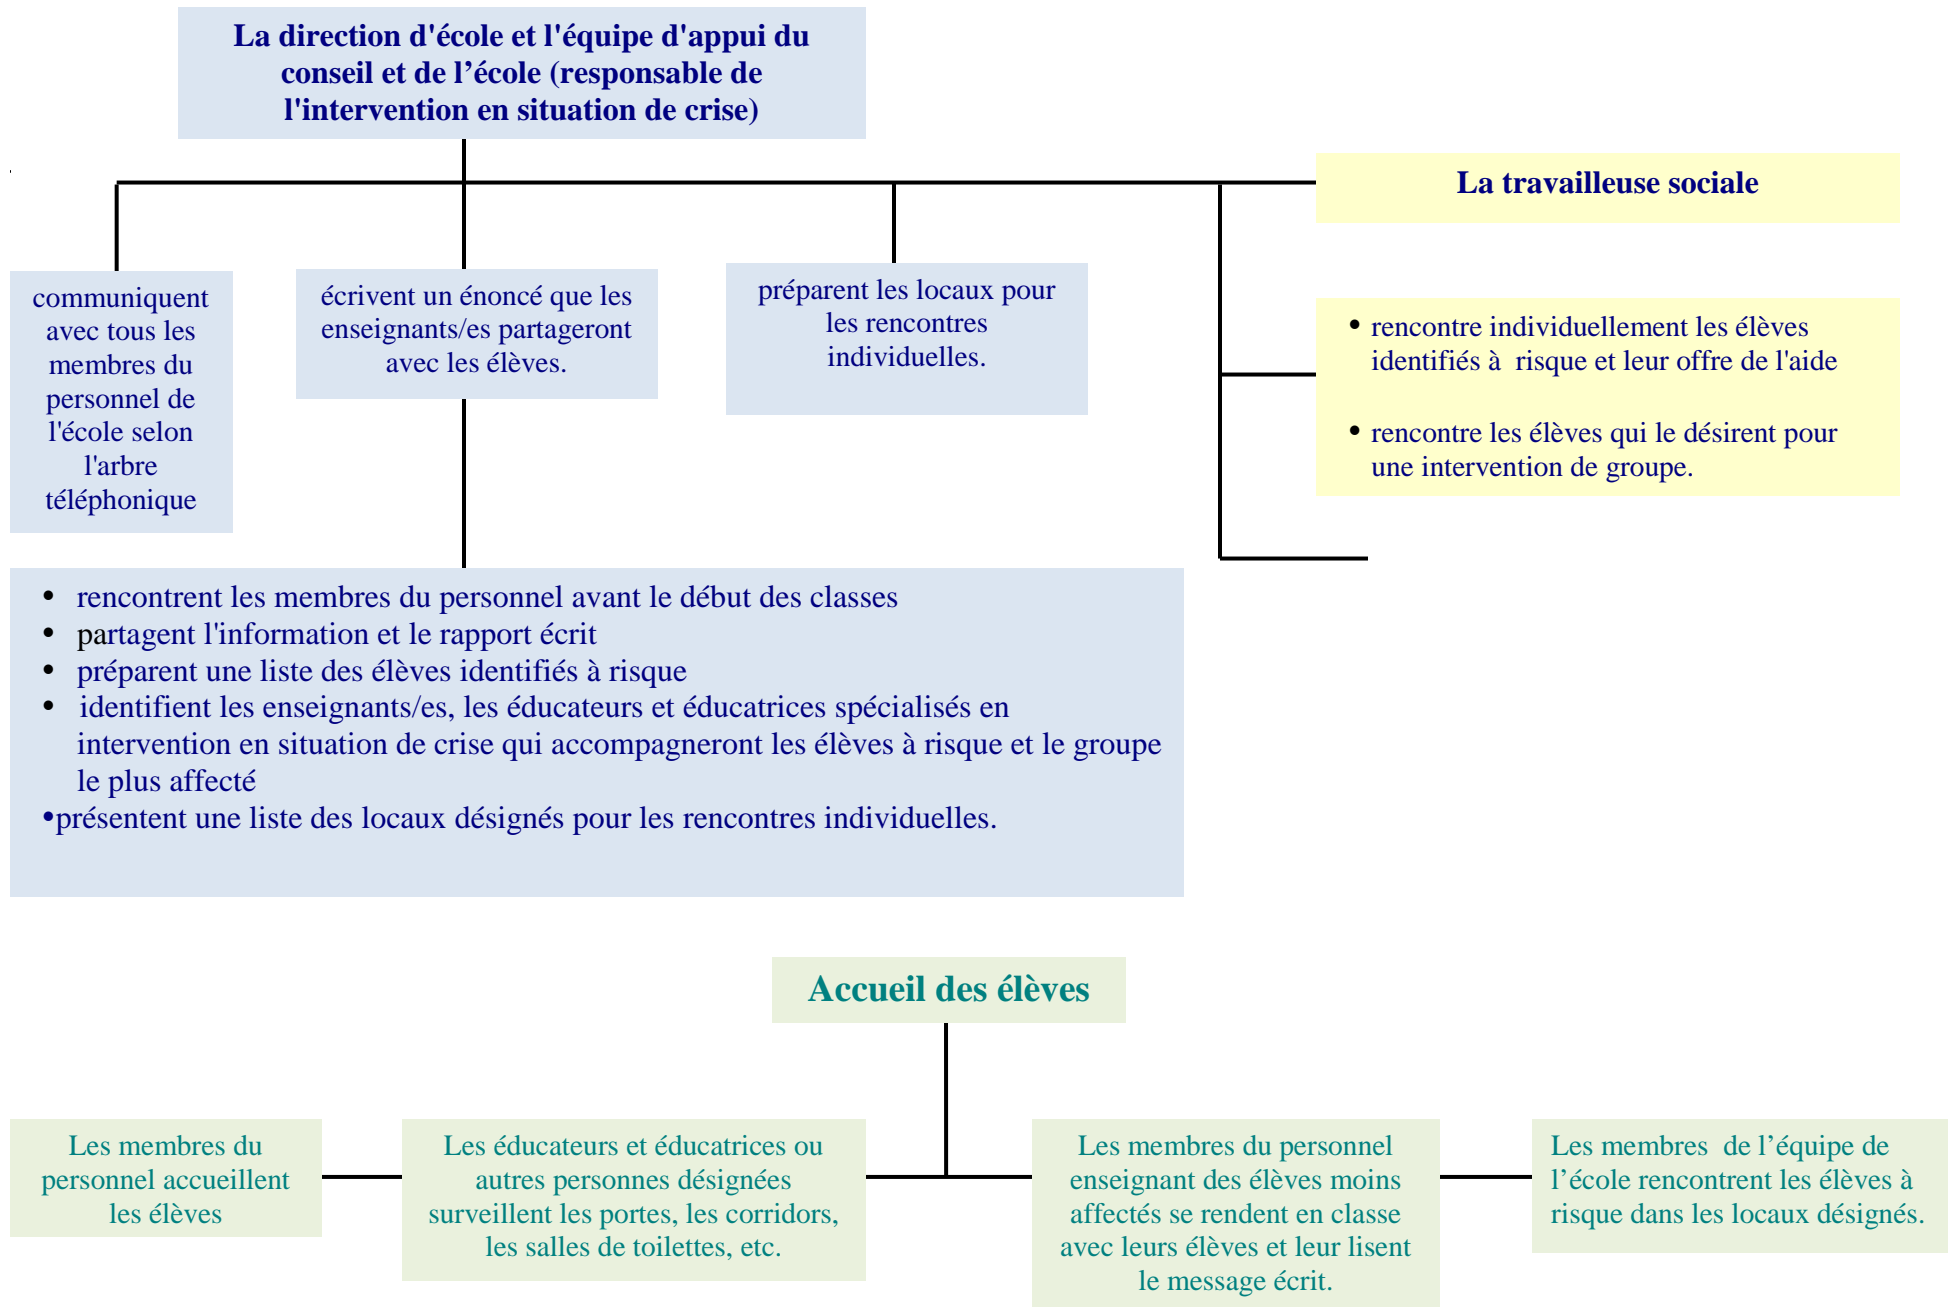 La direction d'école et l'équipe d'appui du
conseil et de l’école (responsable de
l'intervention en situation de crise)
La travailleuse sociale
communiquent
avec tous les
membres du
personnel de
l'école selon
l'arbre
téléphonique
écrivent un énoncé que les
enseignants/es partageront
avec les élèves.
préparent les locaux pour
les rencontres
individuelles.
• rencontre individuellement les élèves
identifiés à  risque et leur offre de l'aide
• rencontre les élèves qui le désirent pour
une intervention de groupe.
• rencontrent les membres du personnel avant le début des classes
• partagent l'information et le rapport écrit
• préparent une liste des élèves identifiés à risque
• identifient les enseignants/es, les éducateurs et éducatrices spécialisés en
intervention en situation de crise qui accompagneront les élèves à risque et le groupe
le plus affecté
•présentent une liste des locaux désignés pour les rencontres individuelles.
Accueil des élèves
Les membres du
personnel accueillent
les élèves
Les éducateurs et éducatrices ou
autres personnes désignées
surveillent les portes, les corridors,
les salles de toilettes, etc.
Les membres du personnel
enseignant des élèves moins
affectés se rendent en classe
avec leurs élèves et leur lisent
le message écrit.
Les membres  de l’équipe de
l’école rencontrent les élèves à
risque dans les locaux désignés.